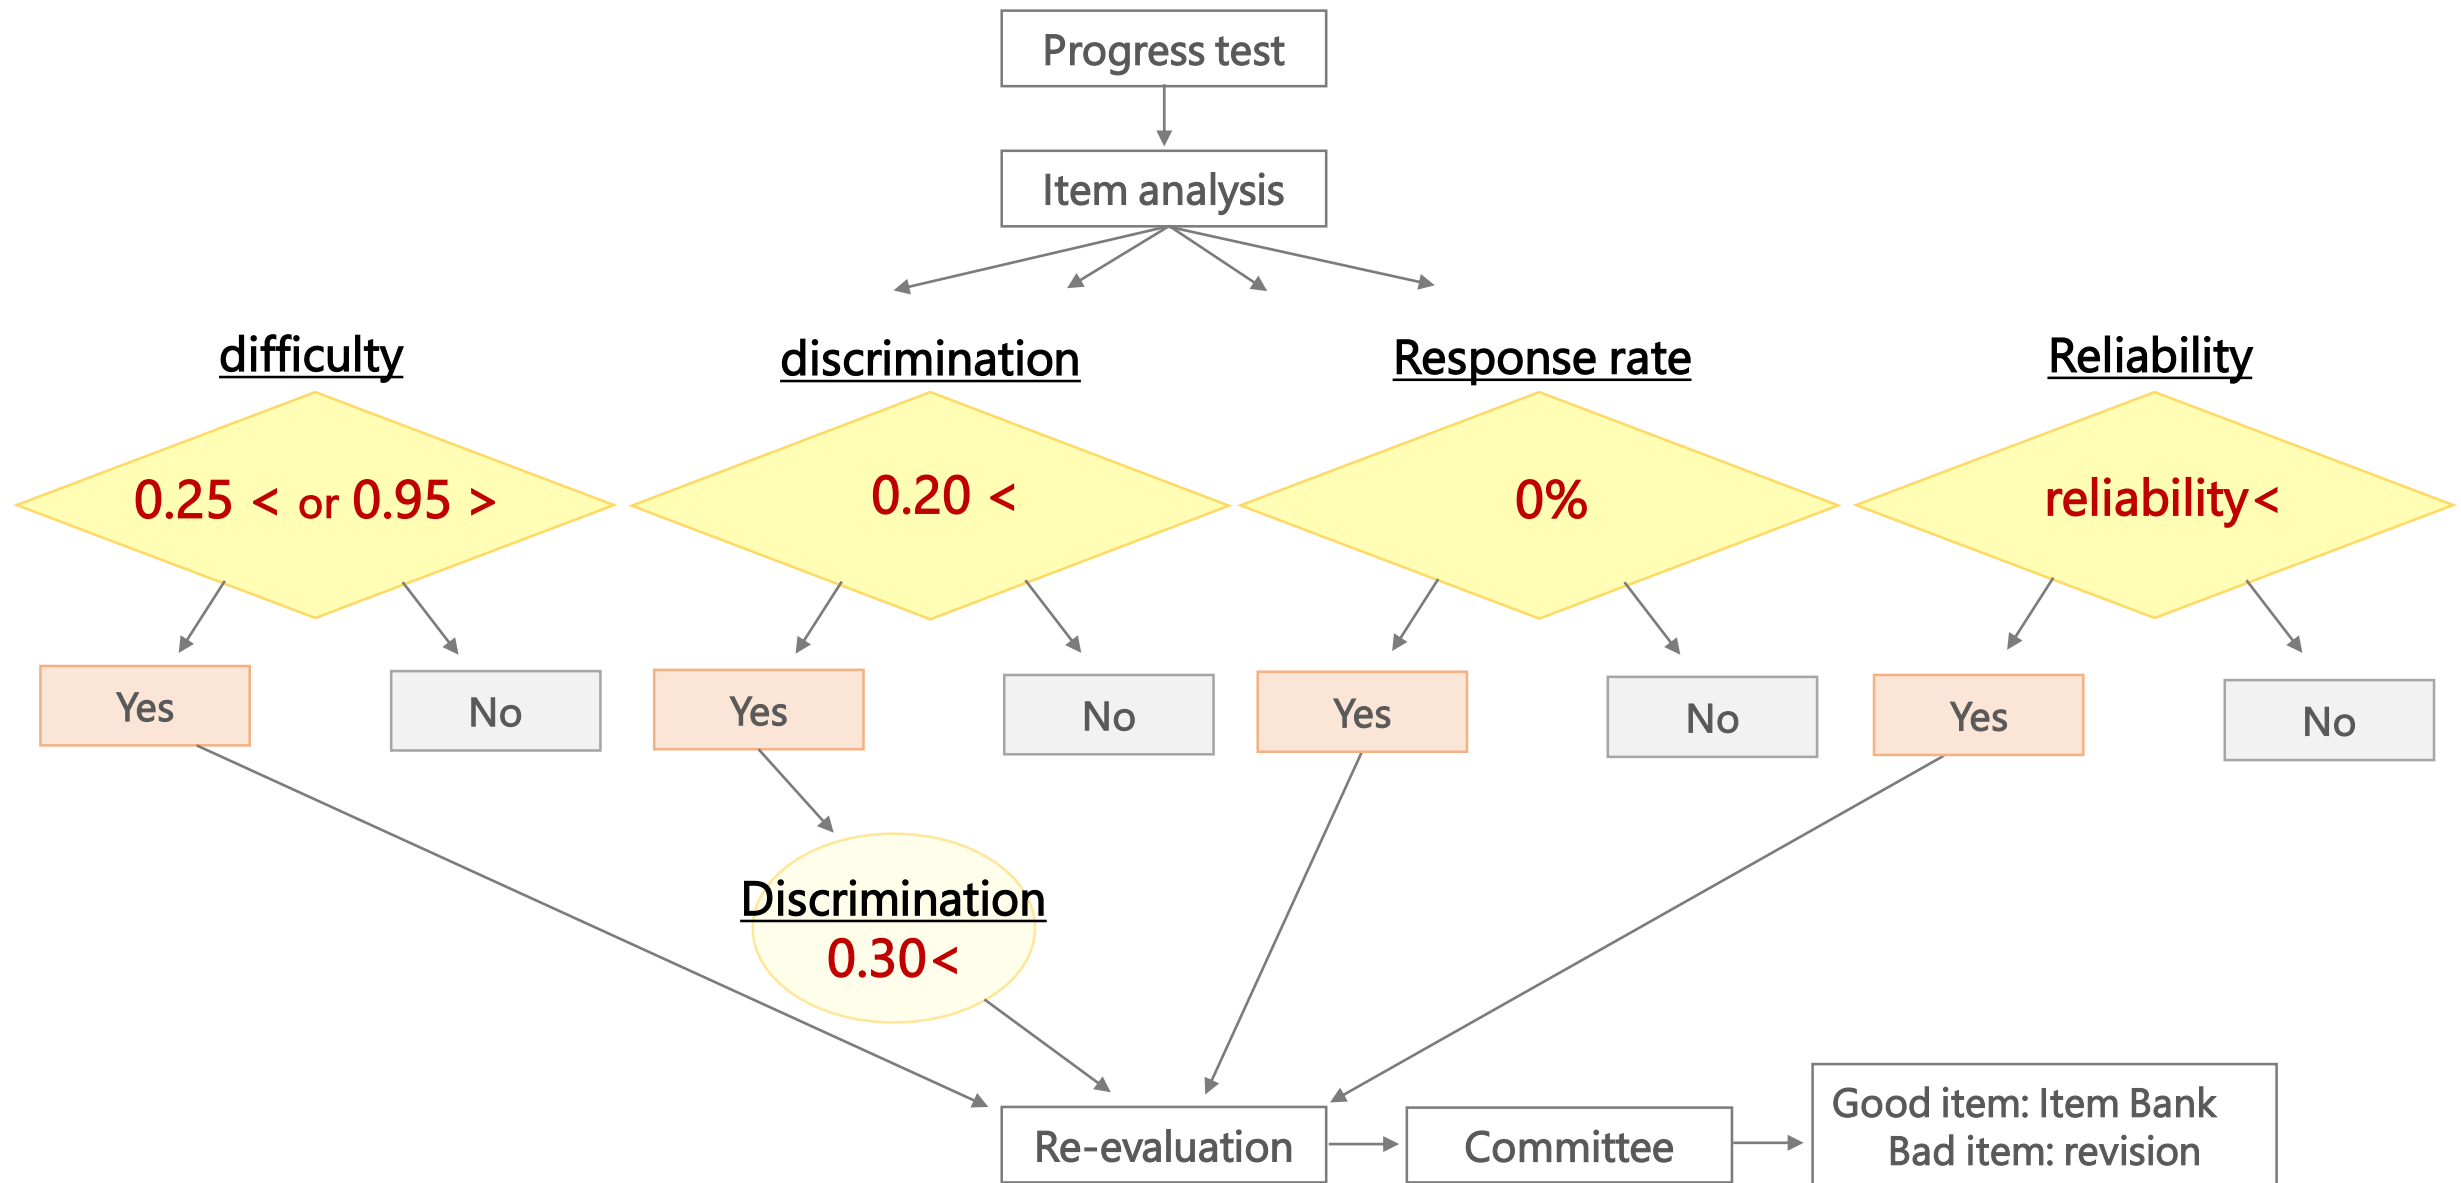 Progress test
Item analysis
difficulty
discrimination
Response rate
Reliability
0.25 < or 0.95 >
0.20 <
0%
reliability<
Yes
No
Yes
No
Yes
No
Yes
No
Discrimination
0.30<
Re-evaluation
Committee
Good item: Item Bank
Bad item: revision